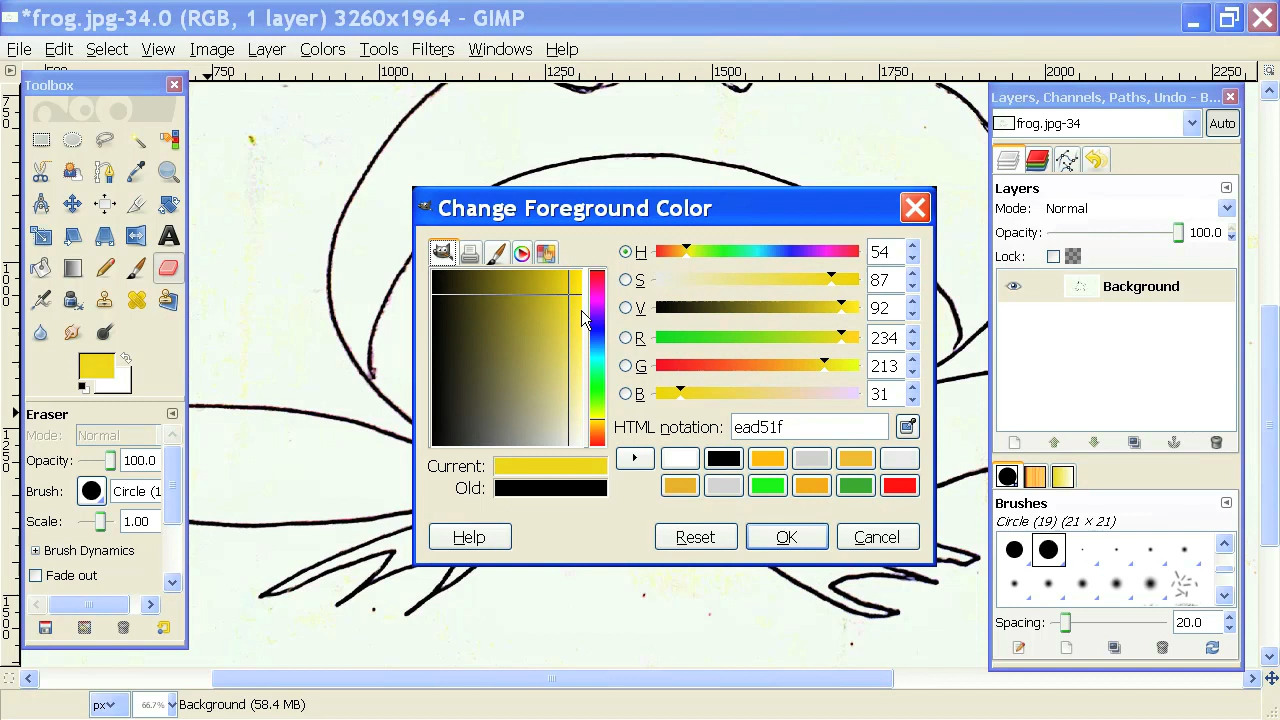 *frog.jpg-34.0 (RGB, 1 layer) 3260x1964 – GIMP
File Edit Select View Image Layer Colors Tools Filters Windows Help
750 1000 1250 1500 1750 2000 2250
Toolbox
Layers, Channels, Paths, Undo - B...
frog.jpg-34
Auto
Layers
Mode: Normal
Opacity: 100.0
Lock:
Background
Change Foreground Color
H 54
S 87
V 92
R 234
G 213
B 31
HTML notation: ead51f
Current:
Old:
Help Reset OK Cancel
Eraser
Mode: Normal
Opacity: 100.0
Brush: Circle (1
Scale: 1.00
Brush Dynamics
Fade out
Brushes
Circle (19) (21 × 21)
Spacing: 20.0
px 66.7% Background (58.4 MB)